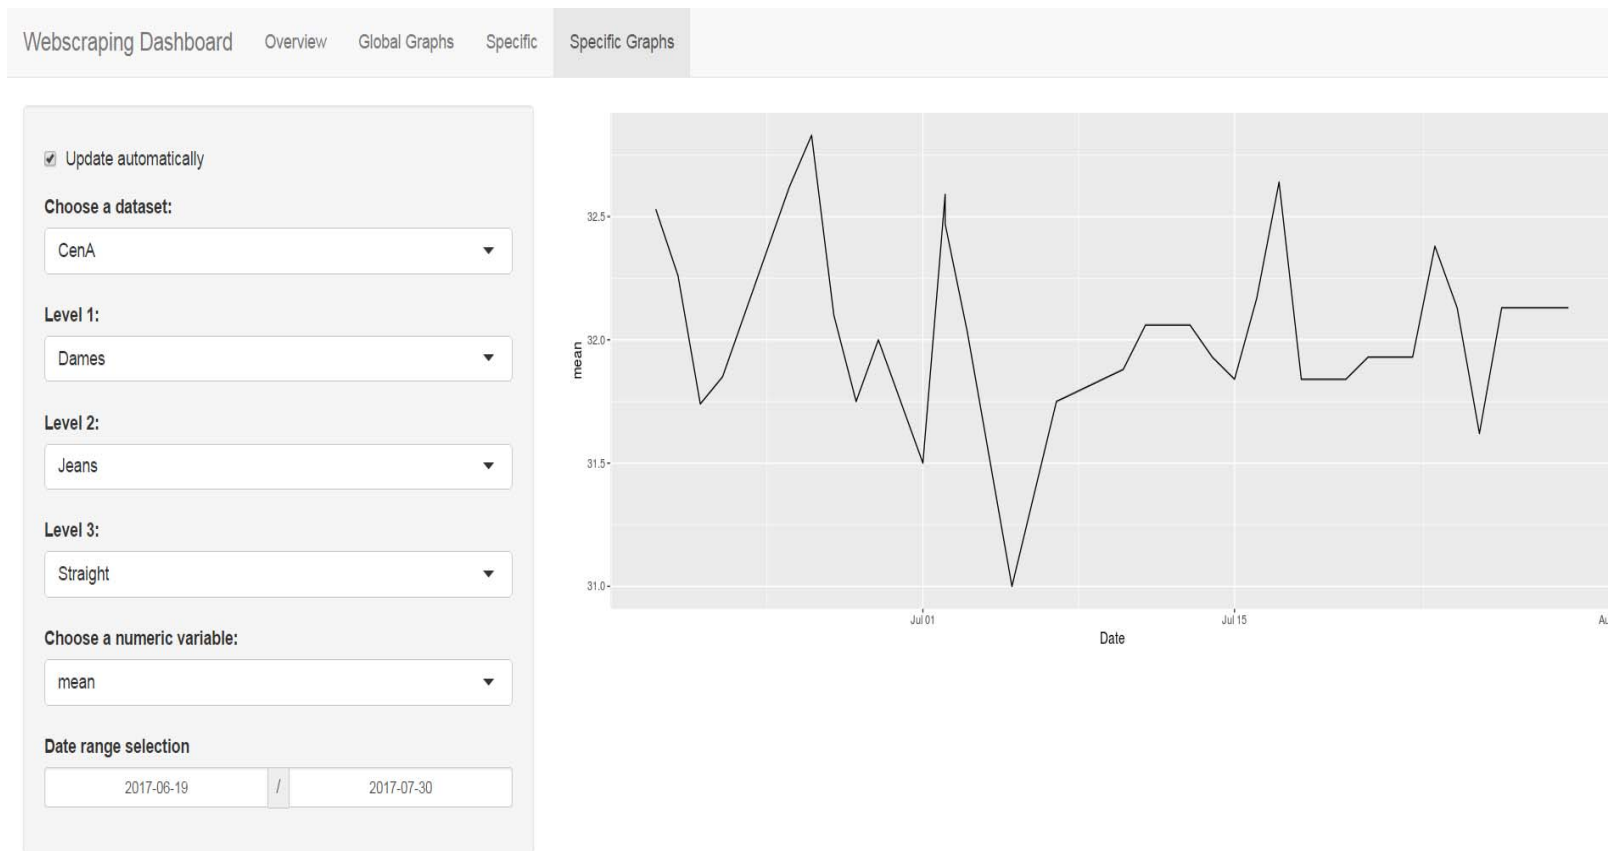 Webscraping Dashboard Overview Global Graphs Specific Specific Graphs
Update automatically
Choose a dataset:
CenA
Level 1:
Dames
Level 2:
Jeans
Level 3:
Straight
Choose a numeric variable:
mean
Date range selection
2017-06-19 / 2017-07-30
mean
32.5
32.0
31.5
31.0
Jul 01 Jul 15 Au
Date